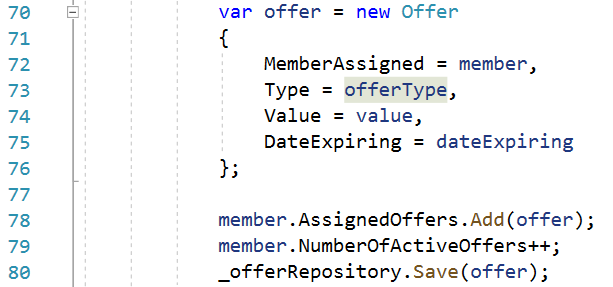 70 var offer = new Offer
71 {
72 MemberAssigned = member,
73 Type = offerType,
74 Value = value,
75 DateExpiring = dateExpiring
76 };
77
78 member.AssignedOffers.Add(offer);
79 member.NumberOfActiveOffers++;
80 _offerRepository.Save(offer);